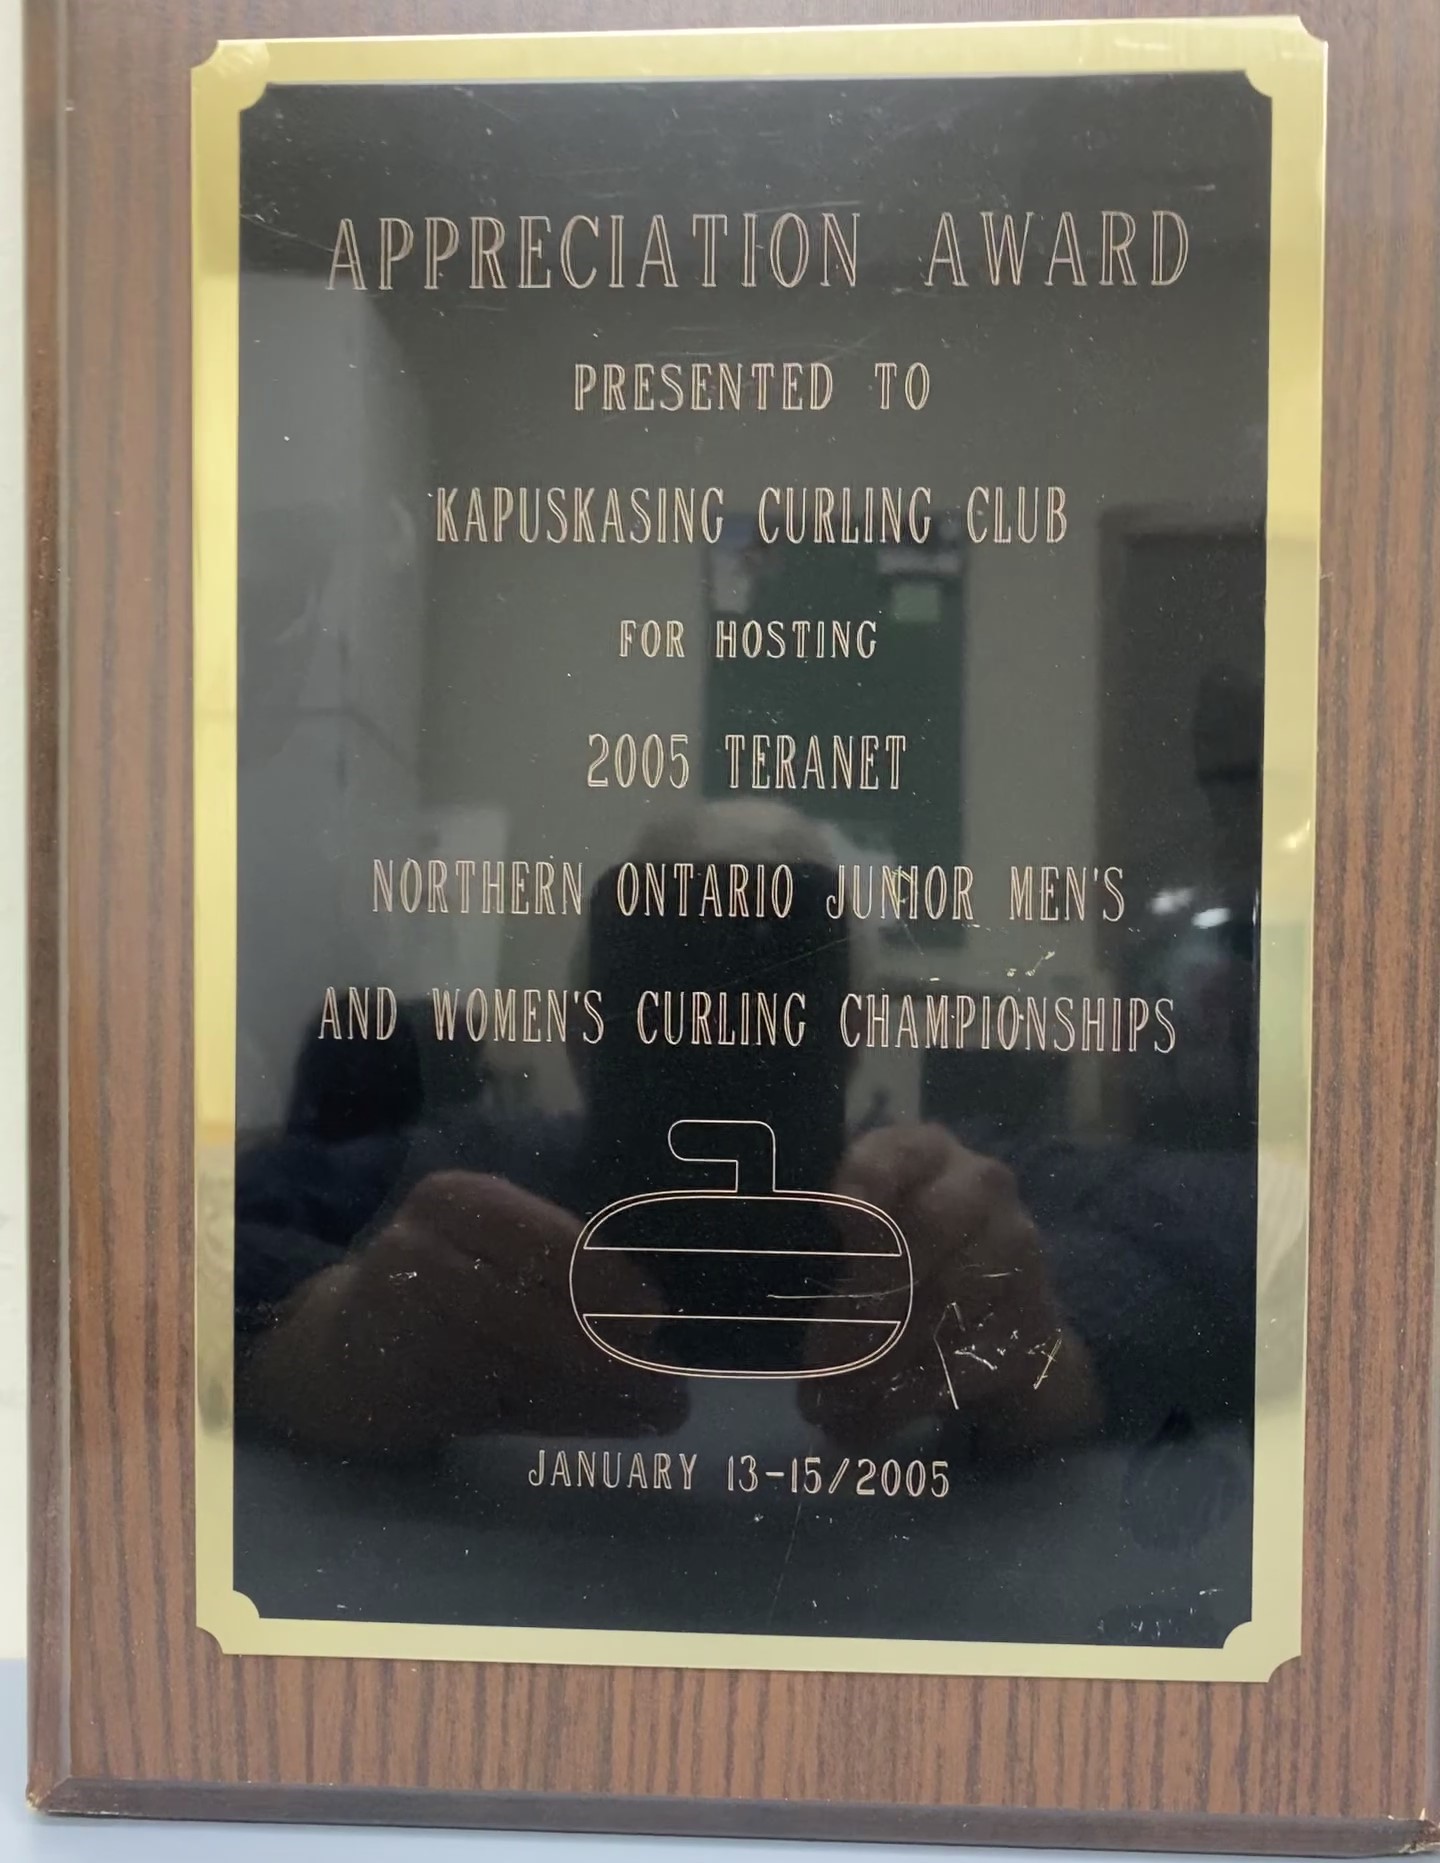 APPRECIATION AWARD
PRESENTED TO
KAPUSKASING CURLING CLUB
FOR HOSTING
2005 TERANET
NORTHERN ONTARIO JUNIOR MEN'S
AND WOMEN'S CURLING CHAMPIONSHIPS
JANUARY 13-15/2005